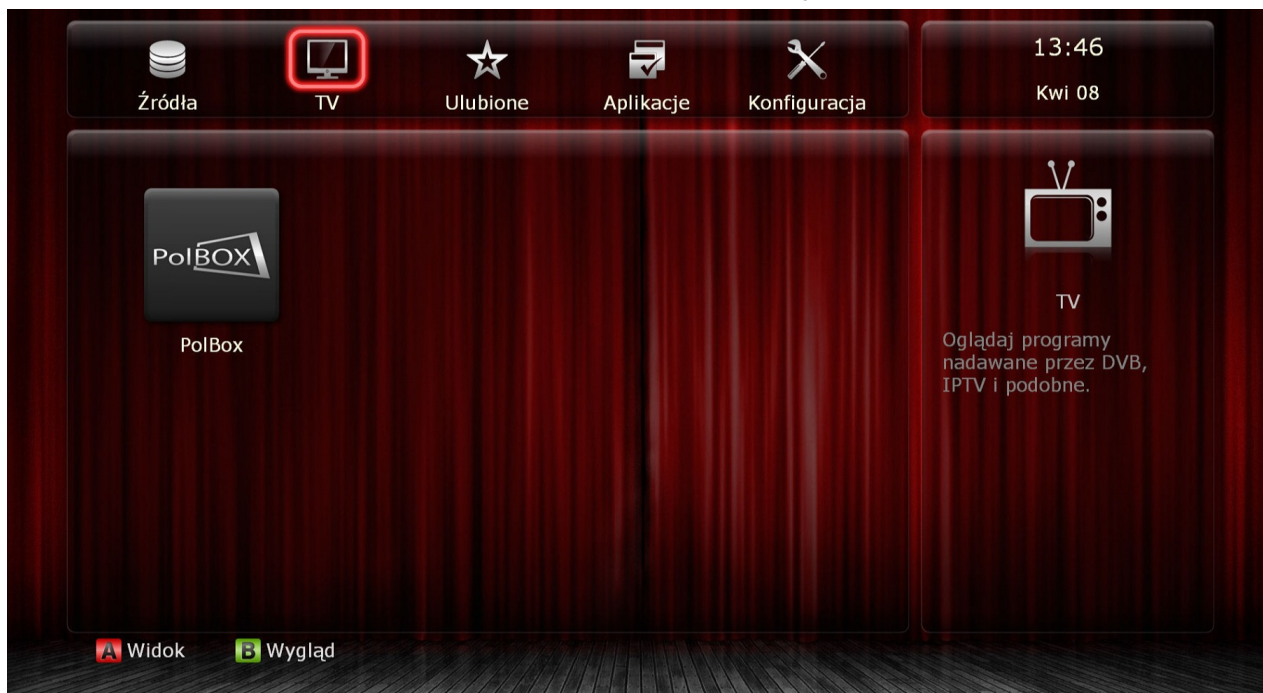 Źródła
TV
Ulubione
Aplikacje
Konfiguracja
13:46
Kwi 08
PolBOX
PolBox
TV
Oglądaj programy
nadawane przez DVB,
IPTV i podobne.
A Widok
B Wygląd